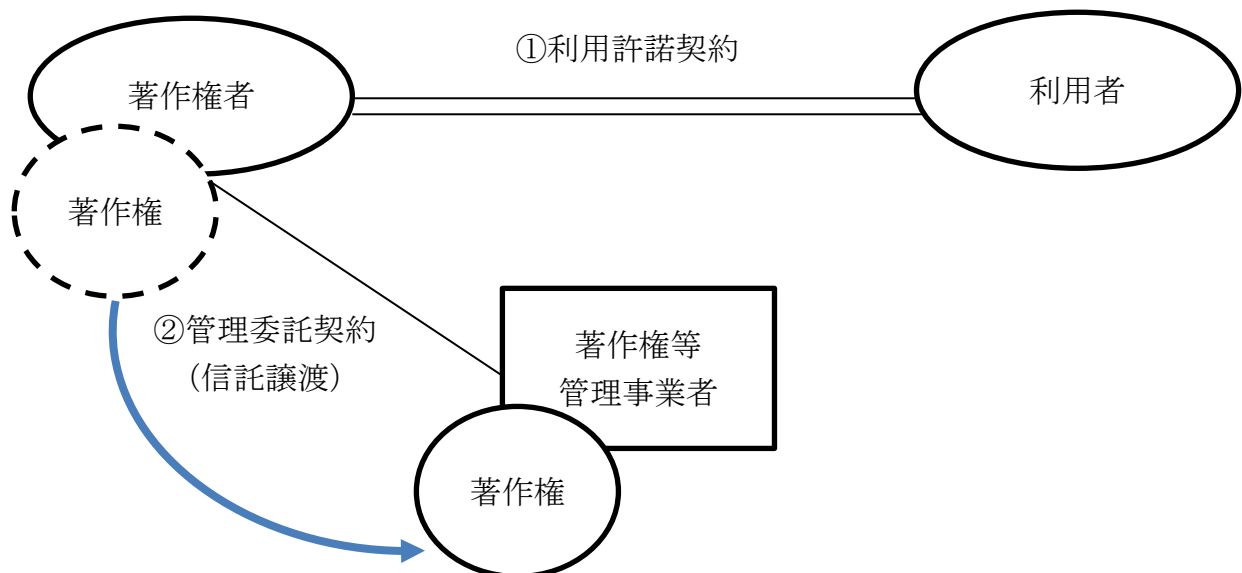 ①利用許諾契約
著作権者
利用者
著作権
②管理委託契約
（信託譲渡）
著作権等
管理事業者
著作権